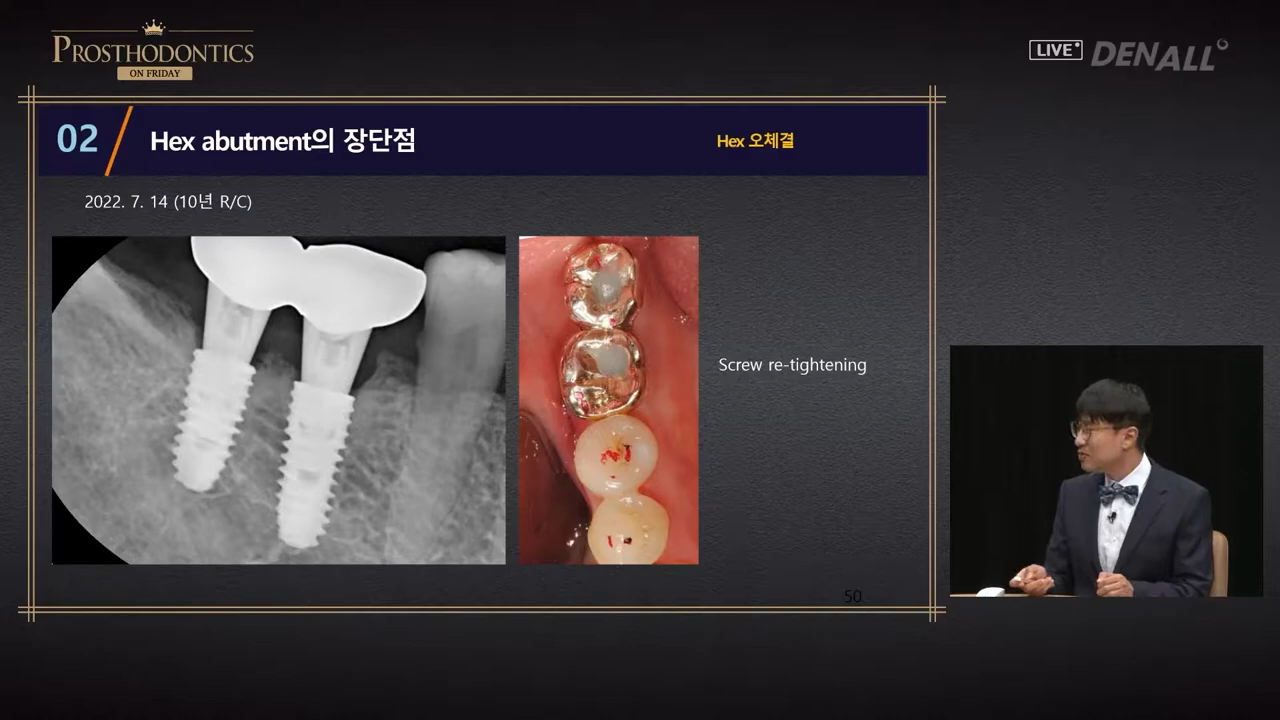 PROSTHODONTICS
ON FRIDAY
LIVE
DENALL
02
Hex abutment의 장단점
Hex 오체결
2022. 7. 14 (10년 R/C)
Screw re-tightening
50